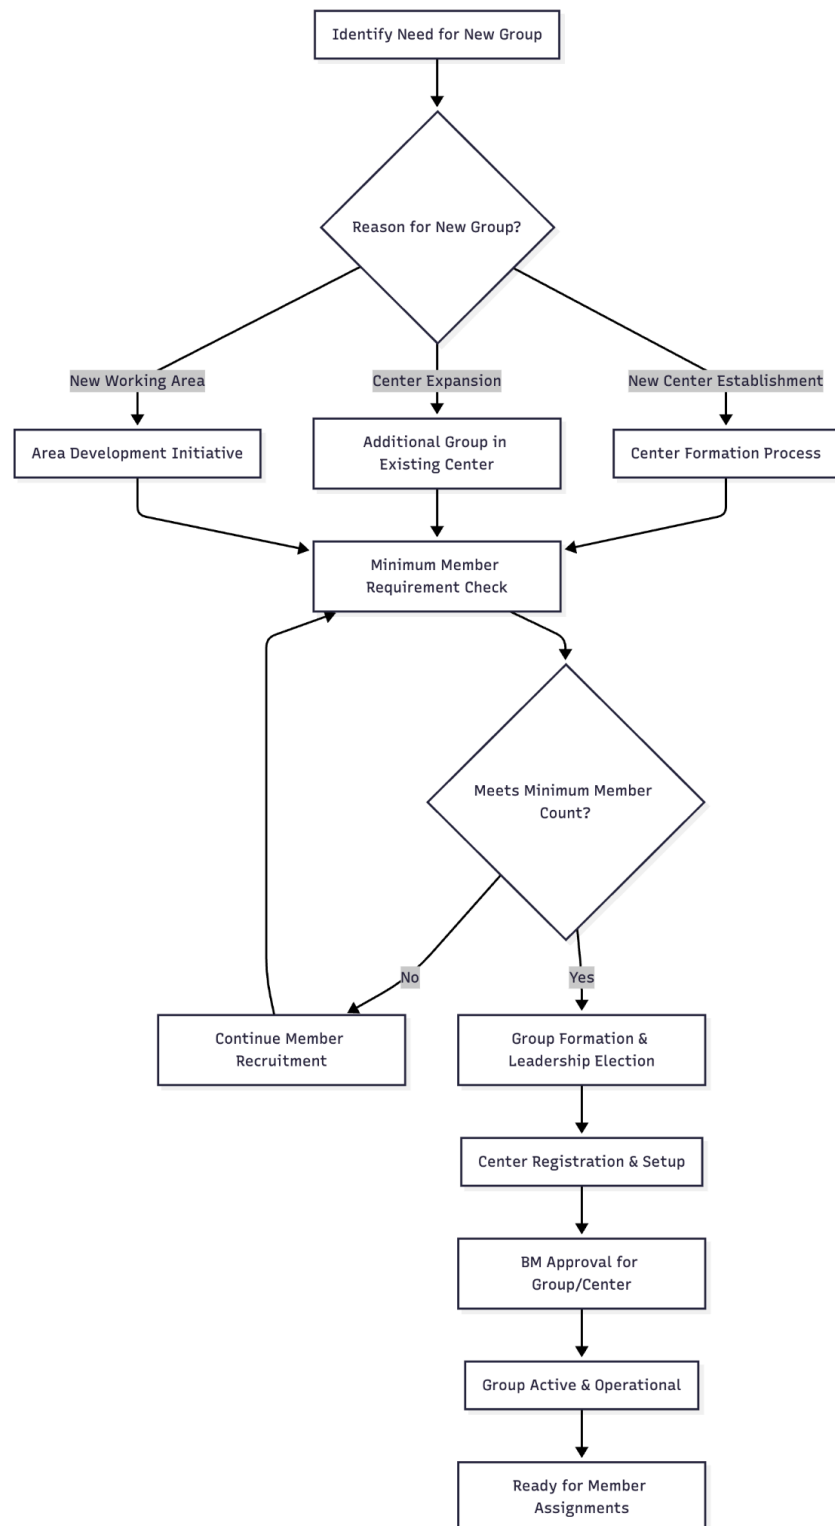 Identify Need for New Group
Reason for New Group?
New Working Area
Center Expansion
New Center Establishment
Area Development Initiative
Additional Group in
Existing Center
Center Formation Process
Minimum Member
Requirement Check
Meets Minimum Member
Count?
No
Yes
Continue Member
Recruitment
Group Formation &
Leadership Election
Center Registration & Setup
BM Approval for
Group/Center
Group Active & Operational
Ready for Member
Assignments